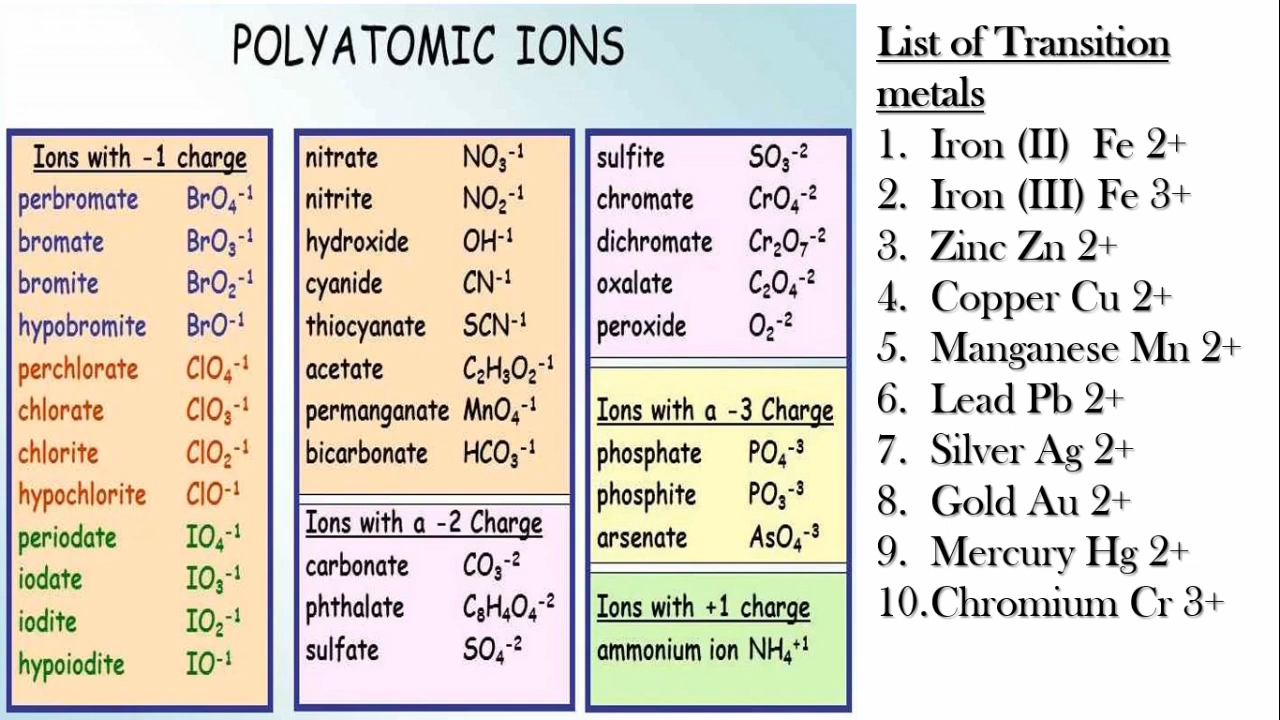 POLYATOMIC IONS
Ions with -1 charge
perbromate BrO₄⁻¹
bromate BrO₃⁻¹
bromite BrO₂⁻¹
hypobromite BrO⁻¹
perchlorate ClO₄⁻¹
chlorate ClO₃⁻¹
chlorite ClO₂⁻¹
hypochlorite ClO⁻¹
periodate IO₄⁻¹
iodate IO₃⁻¹
iodite IO₂⁻¹
hypoiodite IO⁻¹
nitrate NO₃⁻¹
nitrite NO₂⁻¹
hydroxide OH⁻¹
cyanide CN⁻¹
thiocyanate SCN⁻¹
acetate C₂H₃O₂⁻¹
permanganate MnO₄⁻¹
bicarbonate HCO₃⁻¹
Ions with a -2 Charge
carbonate CO₃⁻²
phthalate C₈H₄O₄⁻²
sulfate SO₄⁻²
sulfite SO₃⁻²
chromate CrO₄⁻²
dichromate Cr₂O₇⁻²
oxalate C₂O₄⁻²
peroxide O₂⁻²
Ions with a -3 Charge
phosphate PO₄⁻³
phosphite PO₃⁻³
arsenate AsO₄⁻³
Ions with +1 charge
ammonium ion NH₄⁺¹
List of Transition
metals
1. Iron (II) Fe 2+
2. Iron (III) Fe 3+
3. Zinc Zn 2+
4. Copper Cu 2+
5. Manganese Mn 2+
6. Lead Pb 2+
7. Silver Ag 2+
8. Gold Au 2+
9. Mercury Hg 2+
10.Chromium Cr 3+